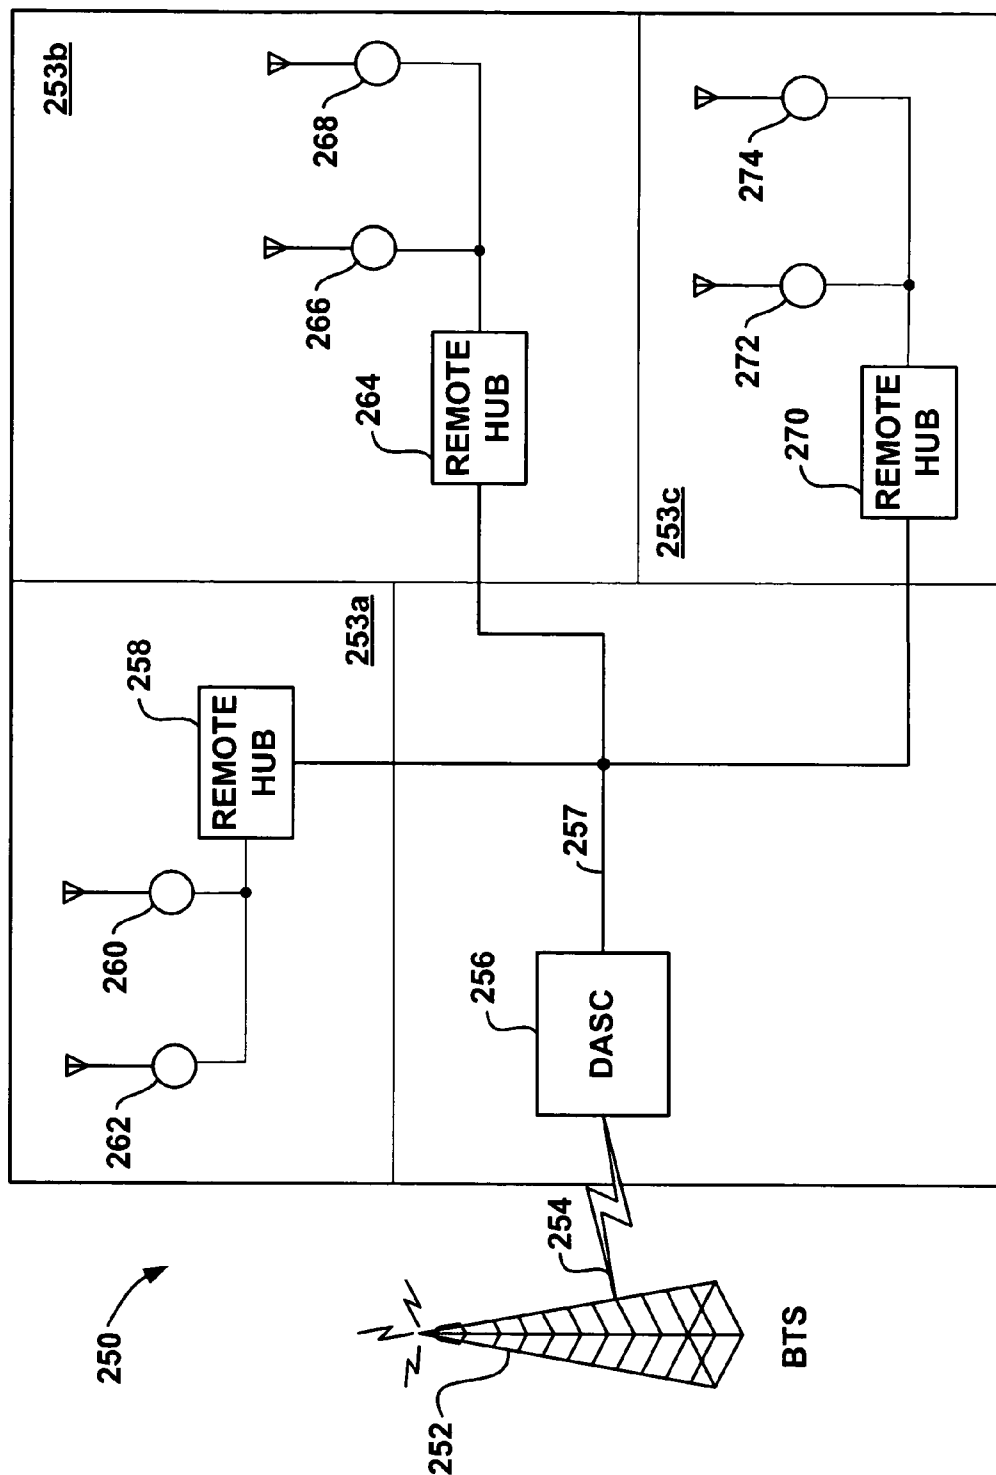 250
252
BTS
254
262
260
258
REMOTE
HUB
253a
256
DASC
257
253b
268
266
264
REMOTE
HUB
253c
274
272
270
REMOTE
HUB